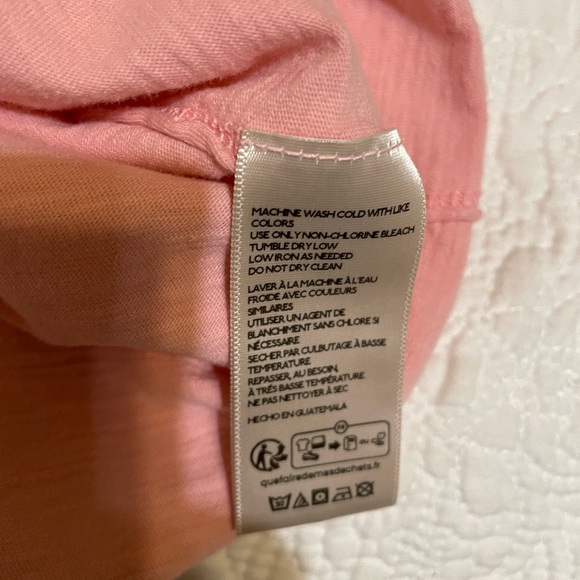 MACHINE WASH COLD WITH LIKE
COLORS
USE ONLY NON-CHLORINE BLEACH
TUMBLE DRY LOW
LOW IRON AS NEEDED
DO NOT DRY CLEAN
LAVER À LA MACHINE À L'EAU
FROIDE AVEC COULEURS
SIMILAIRES
UTILISER UN AGENT DE
BLANCHIMENT SANS CHLORE SI
NÉCESSAIRE
SECHER PAR CULBUTAGE À BASSE
TEMPERATURE
REPASSER, AU BESOIN,
À TRÉS BASSE TEMPÉRATURE
NE PAS NETTOYER À SEC
HECHO EN GUATEMALA
FR
ou
quefairedemesdechets.fr